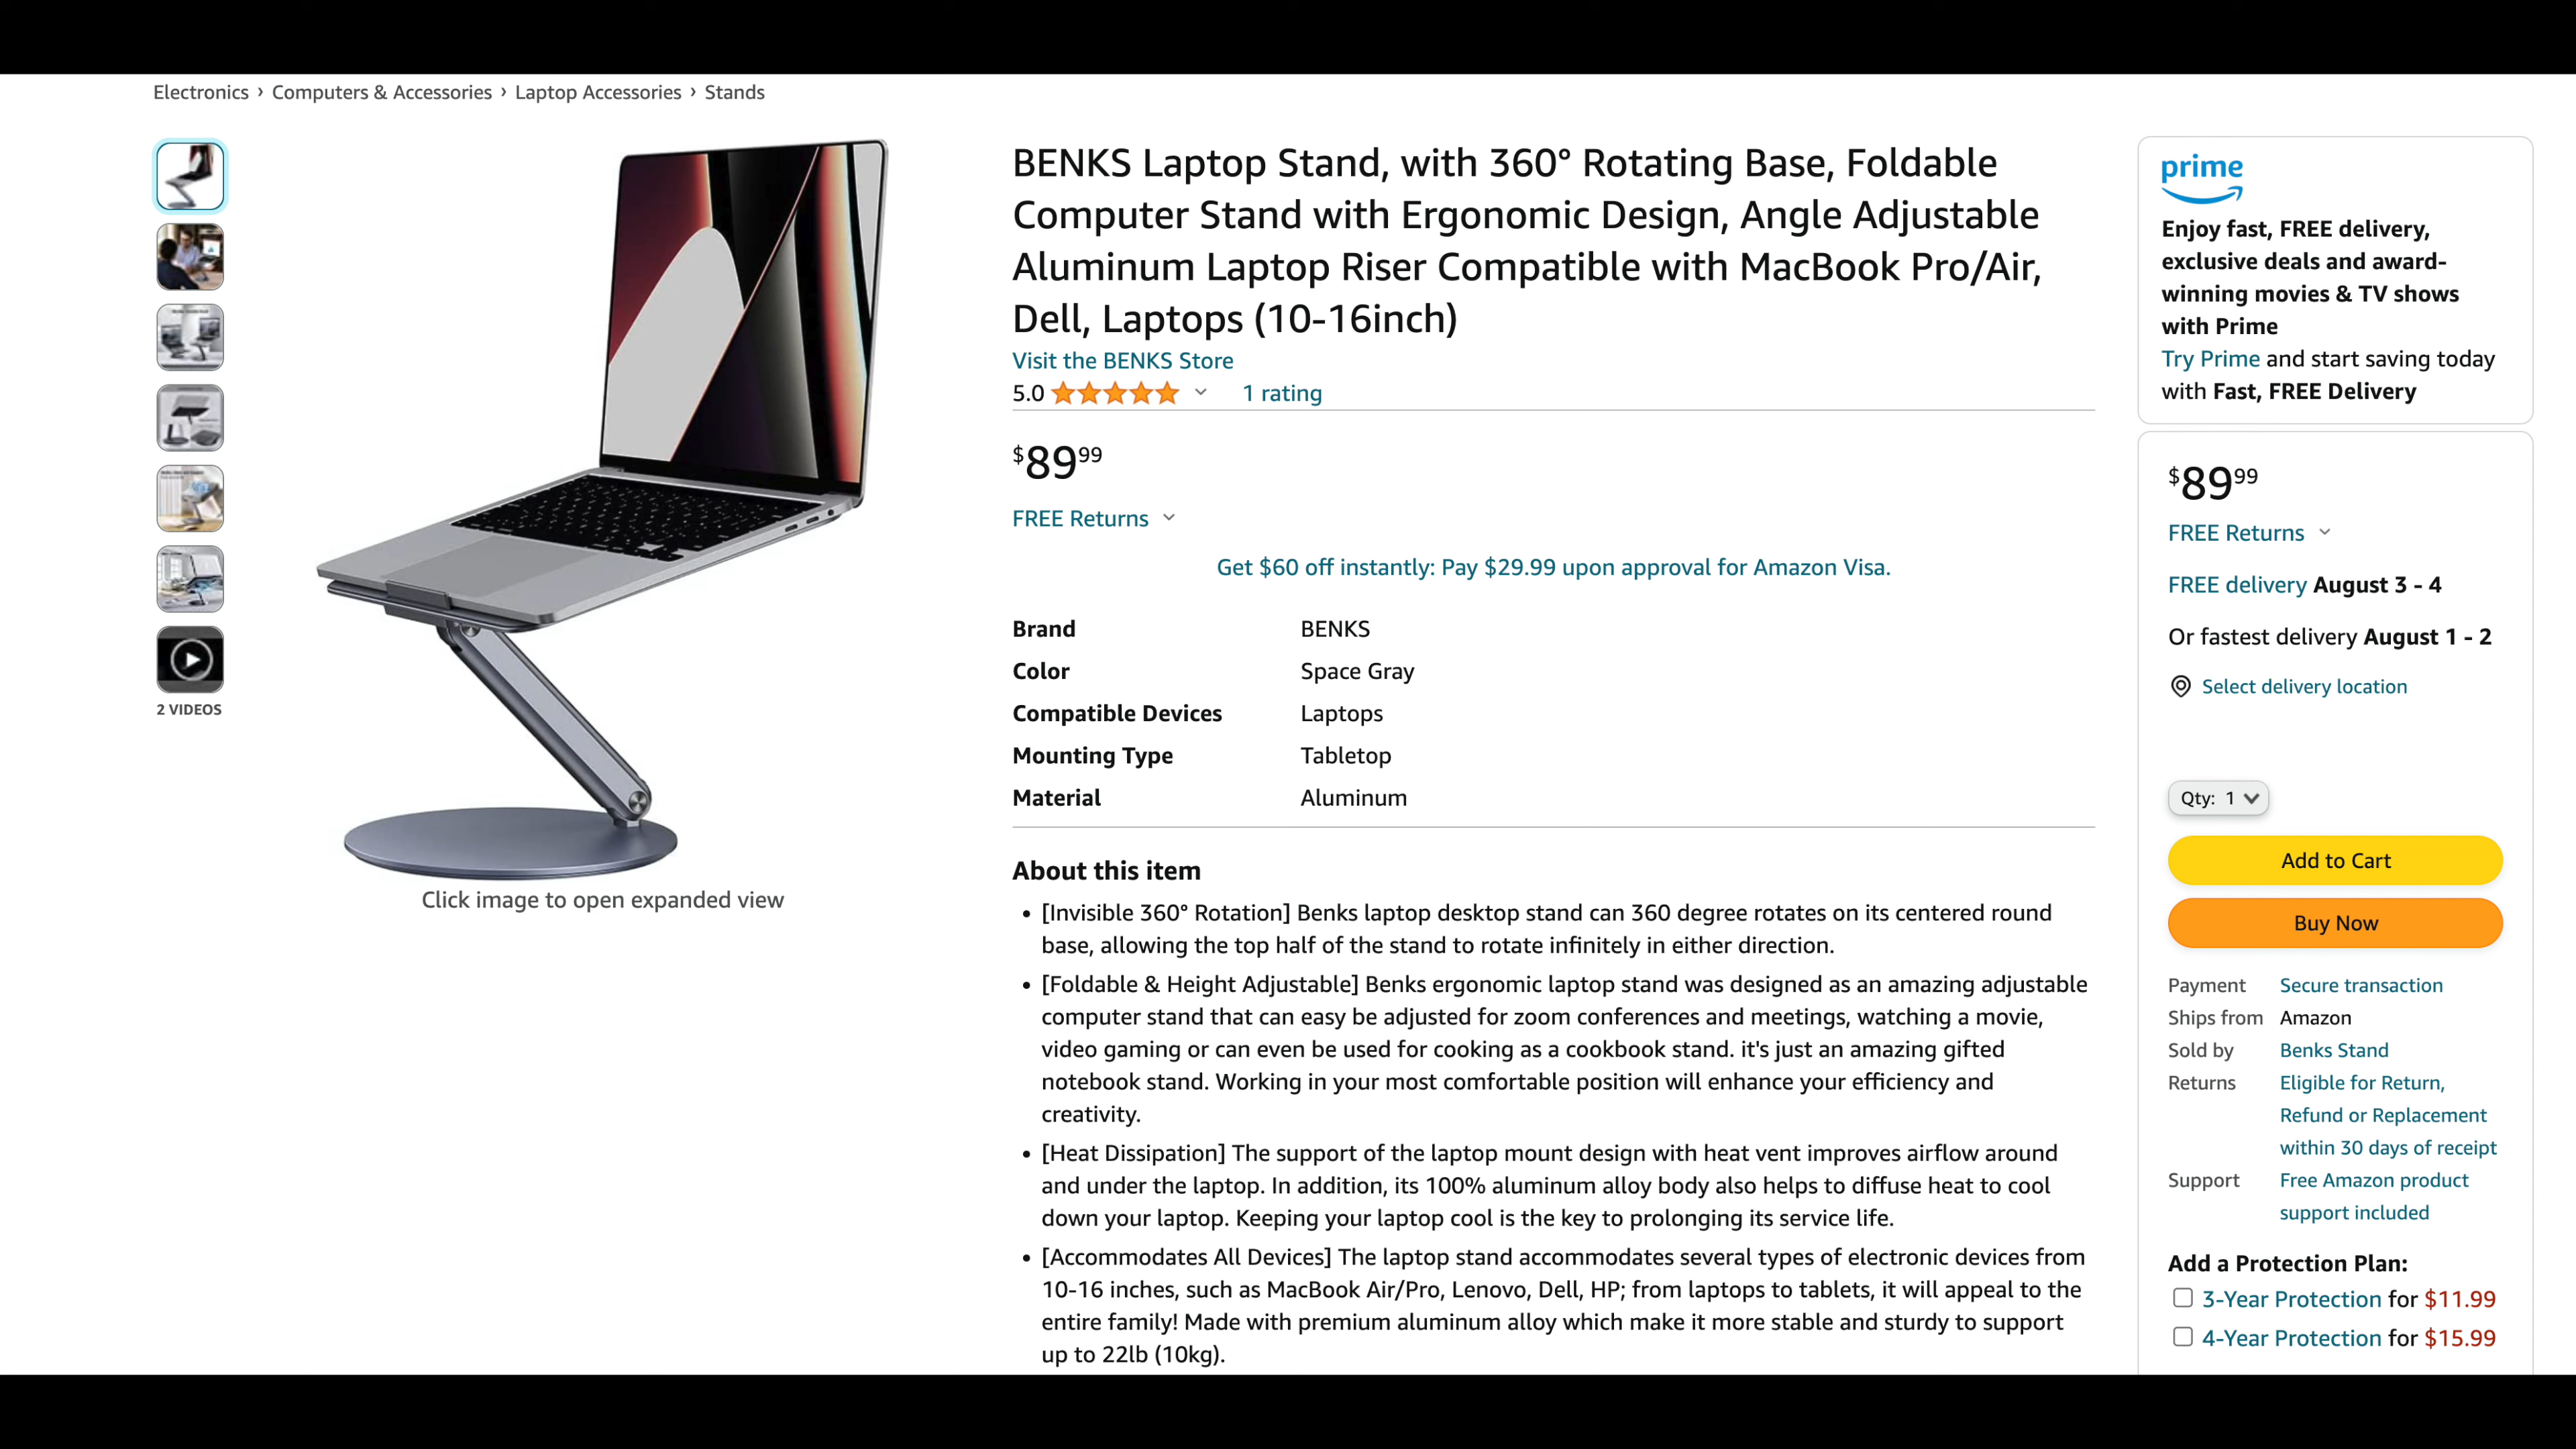 Electronics › Computers & Accessories › Laptop Accessories › Stands
2 VIDEOS
Click image to open expanded view
BENKS Laptop Stand, with 360° Rotating Base, Foldable
Computer Stand with Ergonomic Design, Angle Adjustable
Aluminum Laptop Riser Compatible with MacBook Pro/Air,
Dell, Laptops (10-16inch)
Visit the BENKS Store
5.0 1 rating
$89.99
FREE Returns
Get $60 off instantly: Pay $29.99 upon approval for Amazon Visa.
Brand BENKS
Color Space Gray
Compatible Devices Laptops
Mounting Type Tabletop
Material Aluminum
About this item
• [Invisible 360° Rotation] Benks laptop desktop stand can 360 degree rotates on its centered round
base, allowing the top half of the stand to rotate infinitely in either direction.
• [Foldable & Height Adjustable] Benks ergonomic laptop stand was designed as an amazing adjustable
computer stand that can easy be adjusted for zoom conferences and meetings, watching a movie,
video gaming or can even be used for cooking as a cookbook stand. it's just an amazing gifted
notebook stand. Working in your most comfortable position will enhance your efficiency and
creativity.
• [Heat Dissipation] The support of the laptop mount design with heat vent improves airflow around
and under the laptop. In addition, its 100% aluminum alloy body also helps to diffuse heat to cool
down your laptop. Keeping your laptop cool is the key to prolonging its service life.
• [Accommodates All Devices] The laptop stand accommodates several types of electronic devices from
10-16 inches, such as MacBook Air/Pro, Lenovo, Dell, HP; from laptops to tablets, it will appeal to the
entire family! Made with premium aluminum alloy which make it more stable and sturdy to support
up to 22lb (10kg).
prime
Enjoy fast, FREE delivery,
exclusive deals and award-
winning movies & TV shows
with Prime
Try Prime and start saving today
with Fast, FREE Delivery
$89.99
FREE Returns
FREE delivery August 3 - 4
Or fastest delivery August 1 - 2
Select delivery location
Qty: 1
Add to Cart
Buy Now
Payment Secure transaction
Ships from Amazon
Sold by Benks Stand
Returns Eligible for Return,
Refund or Replacement
within 30 days of receipt
Support Free Amazon product
support included
Add a Protection Plan:
3-Year Protection for $11.99
4-Year Protection for $15.99